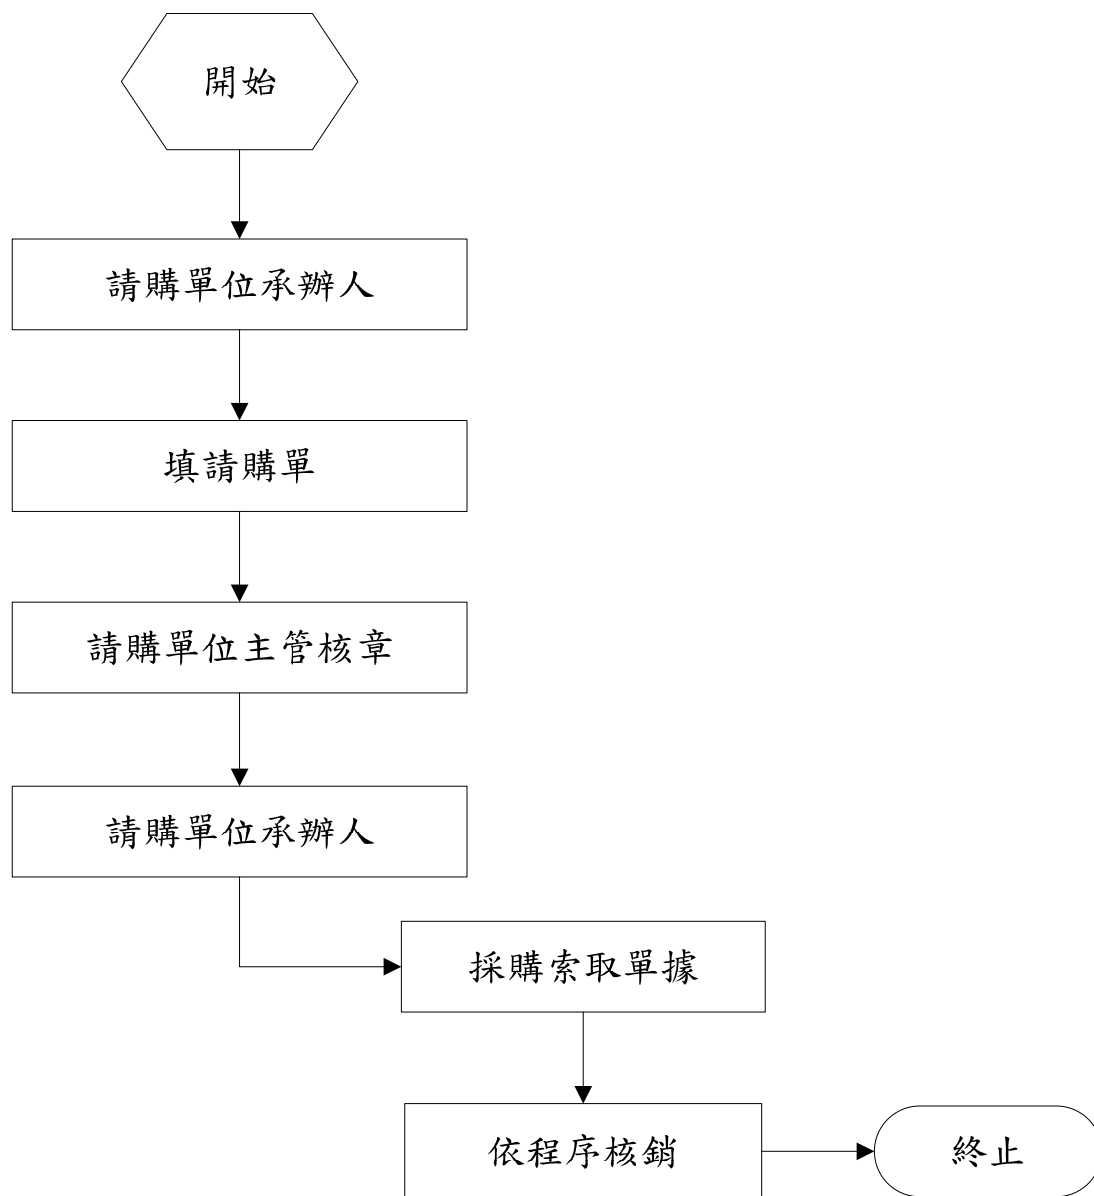 開始
請購單位承辦人
填請購單
請購單位主管核章
請購單位承辦人
採購索取單據
依程序核銷
終止